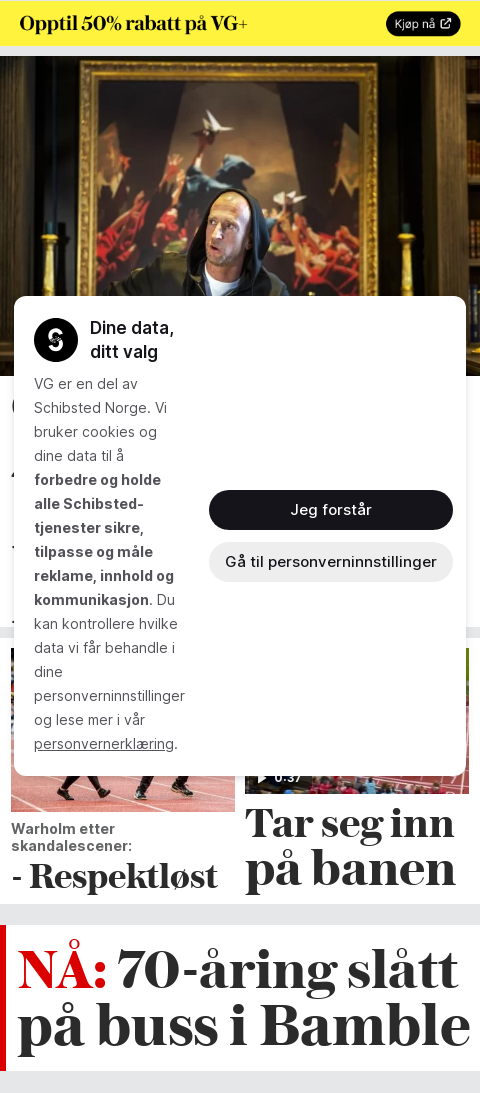 Opptil 50% rabatt på VG+
Kjøp nå
Dine data,
ditt valg
VG er en del av
Schibsted Norge. Vi
bruker cookies og
dine data til å
forbedre og holde
alle Schibsted-
tjenester sikre,
tilpasse og måle
reklame, innhold og
kommunikasjon. Du
kan kontrollere hvilke
data vi får behandle i
dine
personverninnstillinger
og lese mer i vår
personvernerklæring.
Jeg forstår
Gå til personverninnstillinger
0:37
Warholm etter
skandalescener:
- Respektløst
Tar seg inn
på banen
NÅ: 70-åring slått
på buss i Bamble